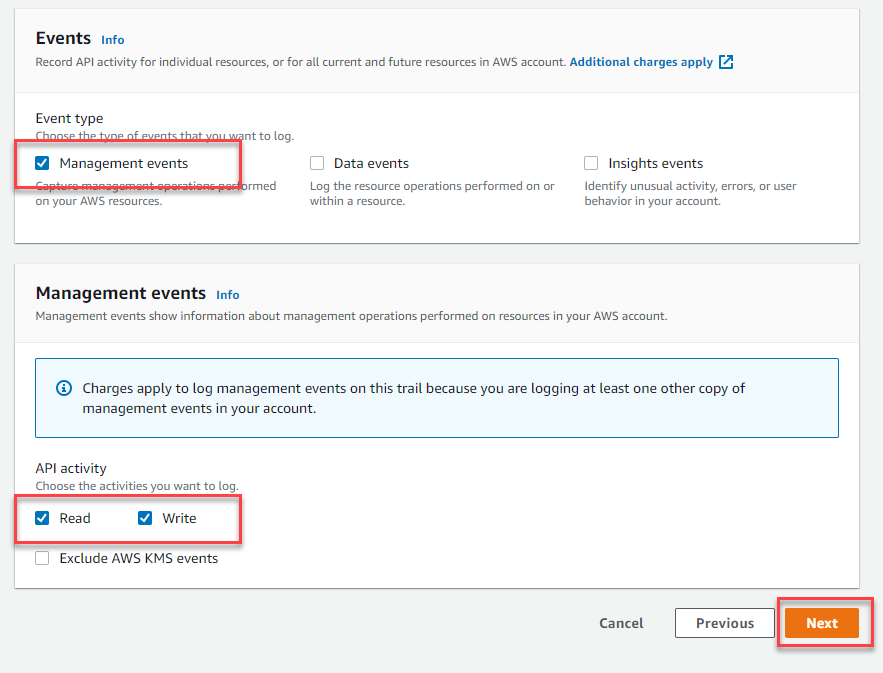 Events Info
Record API activity for individual resources, or for all current and future resources in AWS account. Additional charges apply
Event type
Choose the type of events that you want to log.
Management events
Capture management operations performed
on your AWS resources.
Data events
Log the resource operations performed on or
within a resource.
Insights events
Identify unusual activity, errors, or user
behavior in your account.
Management events Info
Management events show information about management operations performed on resources in your AWS account.
Charges apply to log management events on this trail because you are logging at least one other copy of
management events in your account.
API activity
Choose the activities you want to log.
Read Write
Exclude AWS KMS events
Cancel Previous Next